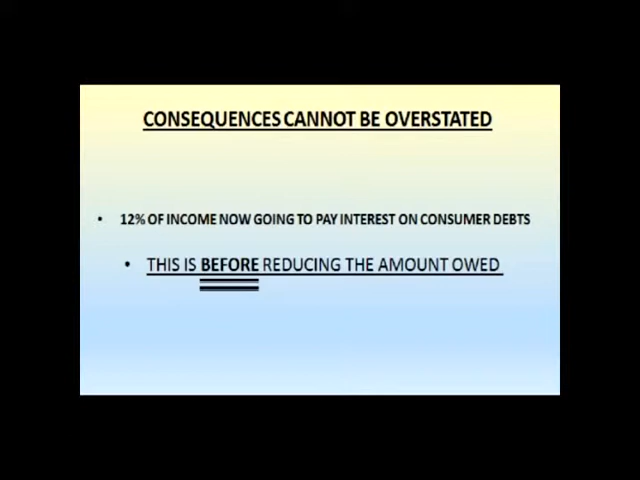 CONSEQUENCES CANNOT BE OVERSTATED
• 12% OF INCOME NOW GOING TO PAY INTEREST ON CONSUMER DEBTS
• THIS IS BEFORE REDUCING THE AMOUNT OWED